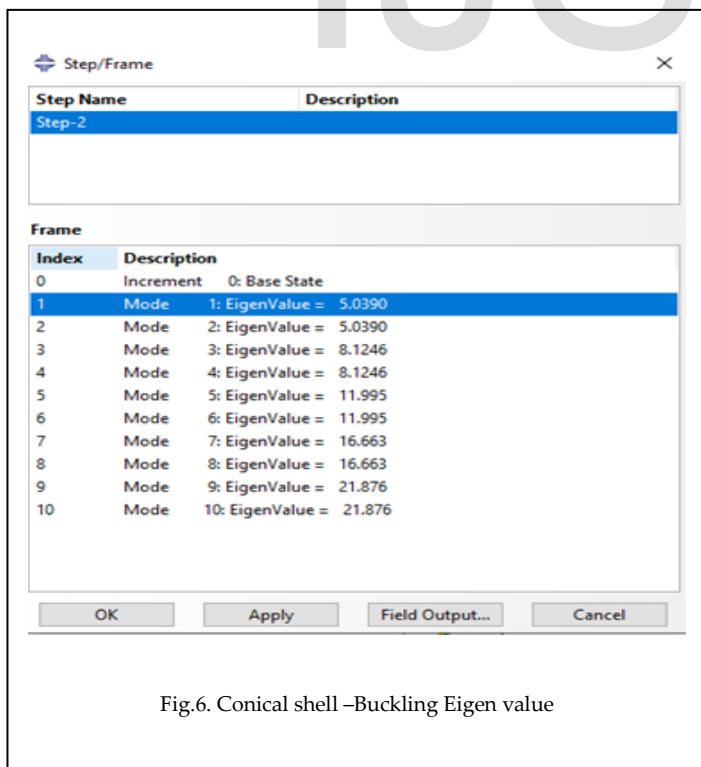 Step/Frame
Step Name Description
Step-2
Frame
Index Description
0 Increment 0: Base State
1 Mode 1: EigenValue = 5.0390
2 Mode 2: EigenValue = 5.0390
3 Mode 3: EigenValue = 8.1246
4 Mode 4: EigenValue = 8.1246
5 Mode 5: EigenValue = 11.995
6 Mode 6: EigenValue = 11.995
7 Mode 7: EigenValue = 16.663
8 Mode 8: EigenValue = 16.663
9 Mode 9: EigenValue = 21.876
10 Mode 10: EigenValue = 21.876
OK Apply Field Output... Cancel
Fig.6. Conical shell –Buckling Eigen value